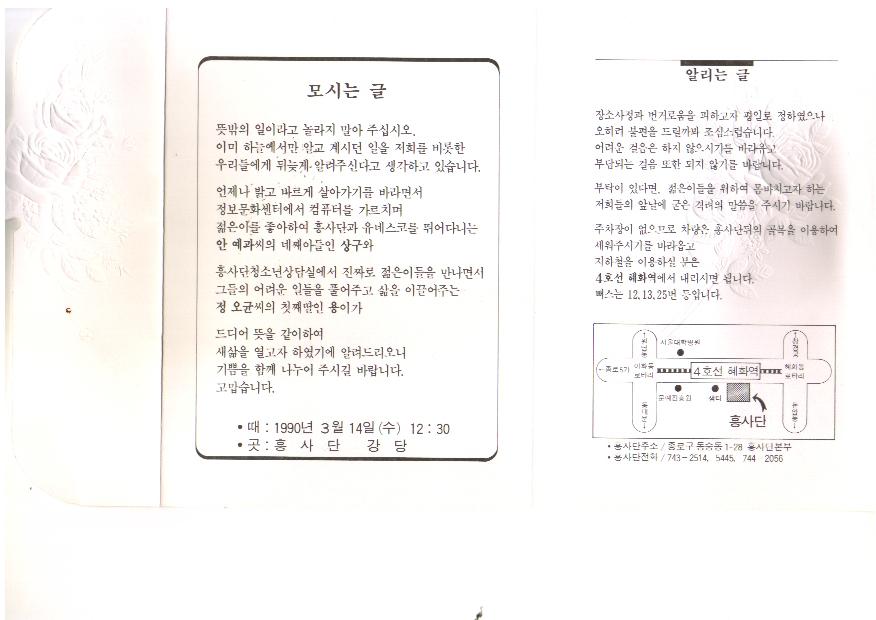 모시는 글
뜻밖의 일이라고 놀라지 말아 주십시오.
이미 하늘에서만 알고 계시던 일을 저희를 비롯한
우리들에게 뒤늦게 알려주신다고 생각하고 있습니다.
언제나 밝고 바르게 살아가기를 바라면서
정보문화센터에서 컴퓨터를 가르치며
젊은이를 좋아하여 흥사단과 유네스코를 뛰어다니는
안 예과씨의 네째아들인 상구와
흥사단청소년상담실에서 진짜로 젊은이들을 만나면서
그들의 어려운 일들을 풀어주고 삶을 이끌어주는
정 오균씨의 첫째딸인 용이가
드디어 뜻을 같이하여
새삶을 열고자 하였기에 알려드리오니
기쁨을 함께 나누어 주시길 바랍니다.
고맙습니다.
• 때 : 1990년 3월 14일(수) 12 : 30
• 곳 : 흥 사 단 강 당
알리는 글
장소사정과 번거로움을 피하고자 평일로 정하였으나
오히려 불편을 드릴까봐 조심스럽습니다.
어려운 걸음은 하지 않으시기를 바라옵고
부담되는 걸음 또한 되지 않기를 바랍니다.
부탁이 있다면, 젊은이들을 위하여 몸바치고자 하는
저희들의 앞날에 굳은 격려의 말씀을 주시기 바랍니다.
주차장이 없으므로 차량은 흥사단뒤의 골목을 이용하여
세워주시기를 바라옵고
지하철을 이용하실 분은
4호선 혜화역에서 내리시면 됩니다.
뻐스는 12, 13, 25번 등입니다.
서울대학병원
←종로5가
이화동
로타리
4호선 혜화역
혜화동
로타리
문예진흥원
샘터
흥사단
• 흥사단주소 / 종로구 동숭동 1-28 흥사단본부
• 흥사단전화 / 743-2514, 5445, 744-2056